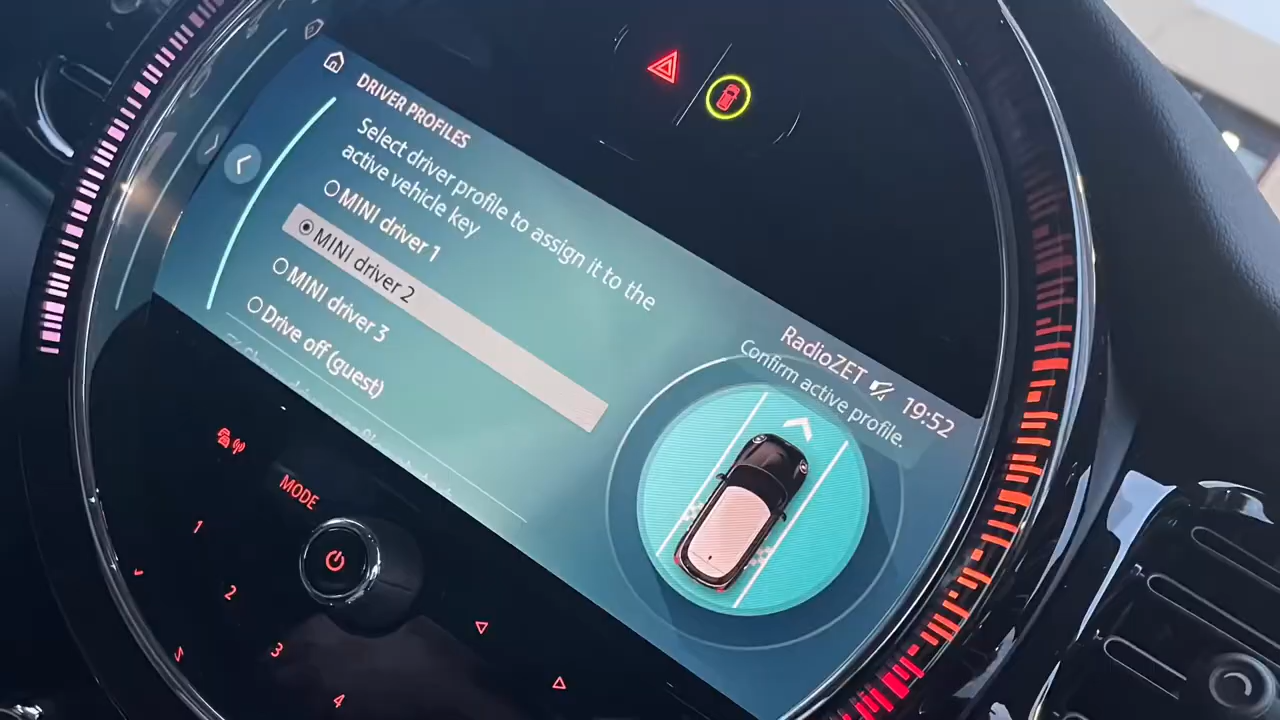 DRIVER PROFILES
Select driver profile to assign it to the
active vehicle key
MINI driver 1
MINI driver 2
MINI driver 3
Drive off (guest)
RadioZET
19:52
Confirm active profile.
MODE
1
2
3
4